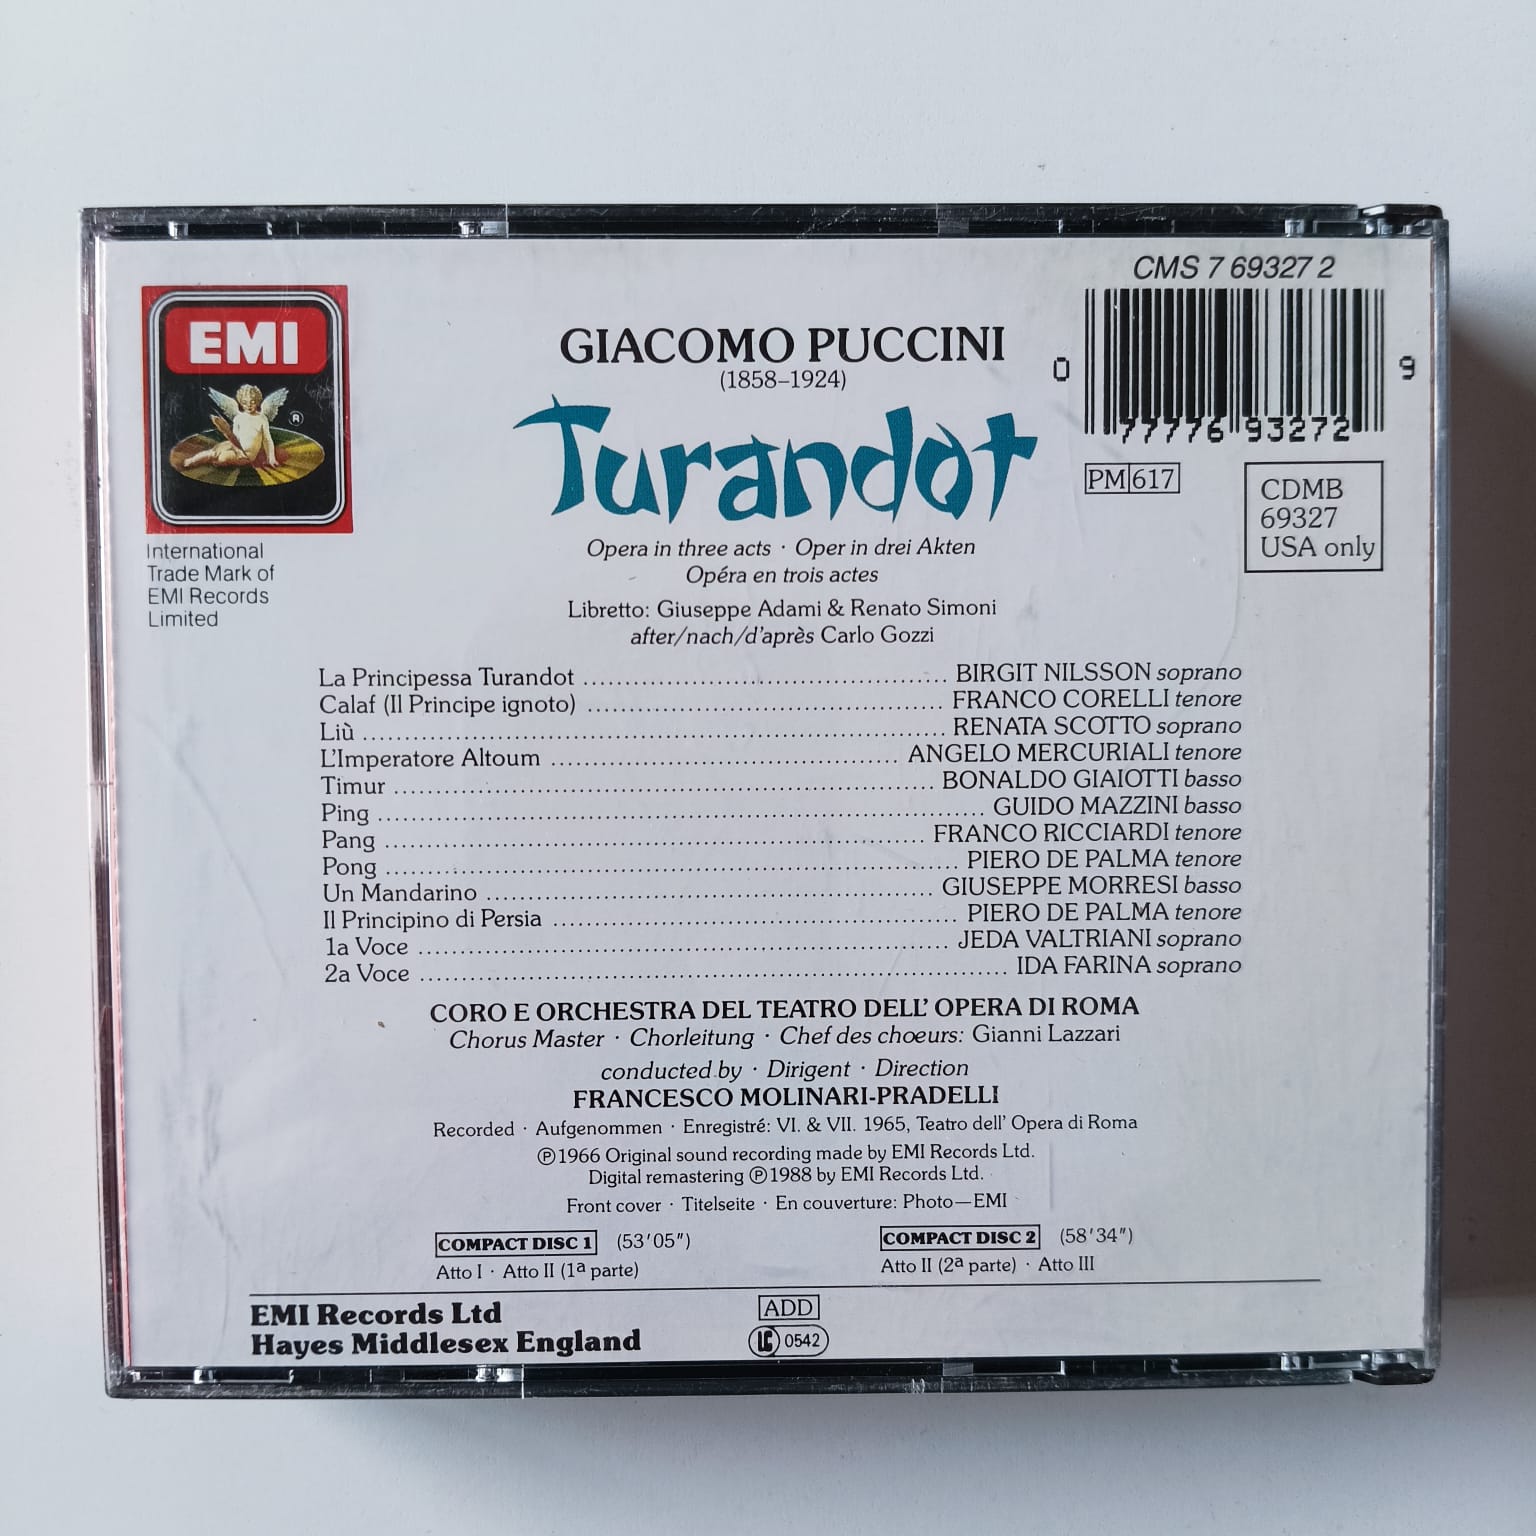 CMS 7 69327 2
EMI
®
International
Trade Mark of
EMI Records
Limited
GIACOMO PUCCINI
(1858–1924)
Turandot
0 77776 93272 9
PM 617
CDMB
69327
USA only
Opera in three acts · Oper in drei Akten
Opéra en trois actes
Libretto: Giuseppe Adami & Renato Simoni
after/nach/d'après Carlo Gozzi
La Principessa Turandot ........ BIRGIT NILSSON soprano
Calaf (Il Principe ignoto) ........ FRANCO CORELLI tenore
Liù ........ RENATA SCOTTO soprano
L'Imperatore Altoum ........ ANGELO MERCURIALI tenore
Timur ........ BONALDO GIAIOTTI basso
Ping ........ GUIDO MAZZINI basso
Pang ........ FRANCO RICCIARDI tenore
Pong ........ PIERO DE PALMA tenore
Un Mandarino ........ GIUSEPPE MORRESI basso
Il Principino di Persia ........ PIERO DE PALMA tenore
1a Voce ........ JEDA VALTRIANI soprano
2a Voce ........ IDA FARINA soprano
CORO E ORCHESTRA DEL TEATRO DELL' OPERA DI ROMA
Chorus Master · Chorleitung · Chef des chœurs: Gianni Lazzari
conducted by · Dirigent · Direction
FRANCESCO MOLINARI-PRADELLI
Recorded · Aufgenommen · Enregistré: VI. & VII. 1965, Teatro dell' Opera di Roma
℗1966 Original sound recording made by EMI Records Ltd.
Digital remastering ℗1988 by EMI Records Ltd.
Front cover · Titelseite · En couverture: Photo—EMI
COMPACT DISC 1 (53'05")
Atto I · Atto II (1ª parte)
COMPACT DISC 2 (58'34")
Atto II (2ª parte) · Atto III
EMI Records Ltd
Hayes Middlesex England
ADD
LC 0542